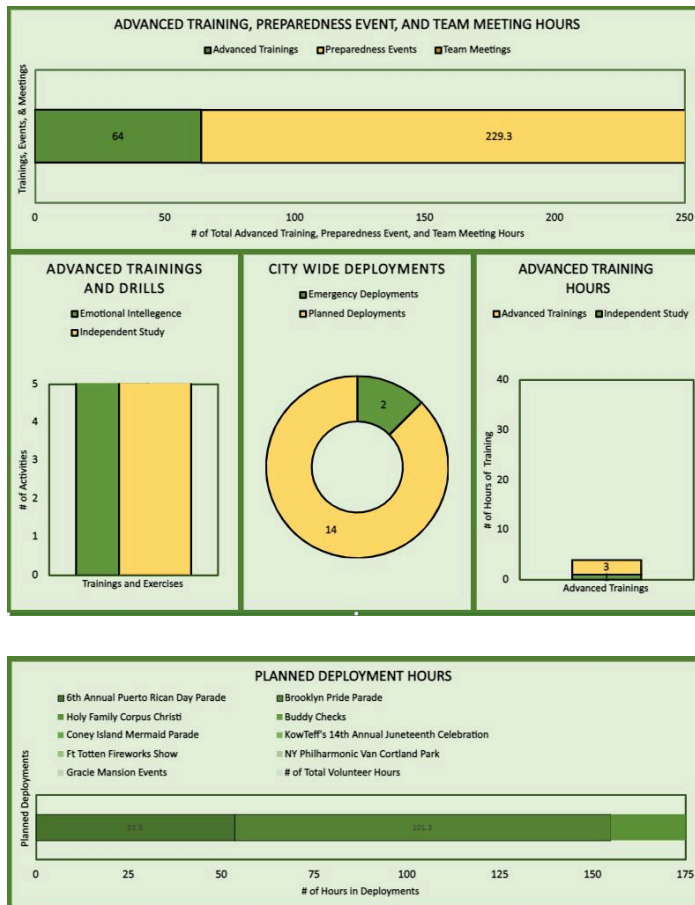 ADVANCED TRAINING, PREPAREDNESS EVENT, AND TEAM MEETING HOURS
Advanced Trainings Preparedness Events Team Meetings
Trainings, Events, & Meetings
64 229.3
0 50 100 150 200 250
# of Total Advanced Training, Preparedness Event, and Team Meeting Hours
ADVANCED TRAININGS
AND DRILLS
Emotional Intellegence
Independent Study
# of Activities
5
4
3
2
1
0
Trainings and Exercises
CITY WIDE DEPLOYMENTS
Emergency Deployments
Planned Deployments
2
14
ADVANCED TRAINING
HOURS
Advanced Trainings Independent Study
# of Hours of Training
40
30
20
10
0
3
1
Advanced Trainings
PLANNED DEPLOYMENT HOURS
6th Annual Puerto Rican Day Parade Brooklyn Pride Parade
Holy Family Corpus Christi Buddy Checks
Coney Island Mermaid Parade KowTeff's 14th Annual Juneteenth Celebration
Ft Totten Fireworks Show NY Philharmonic Van Cortland Park
Gracie Mansion Events # of Total Volunteer Hours
Planned Deployments
101.3
0 25 50 75 100 125 150 175
# of Hours in Deployments